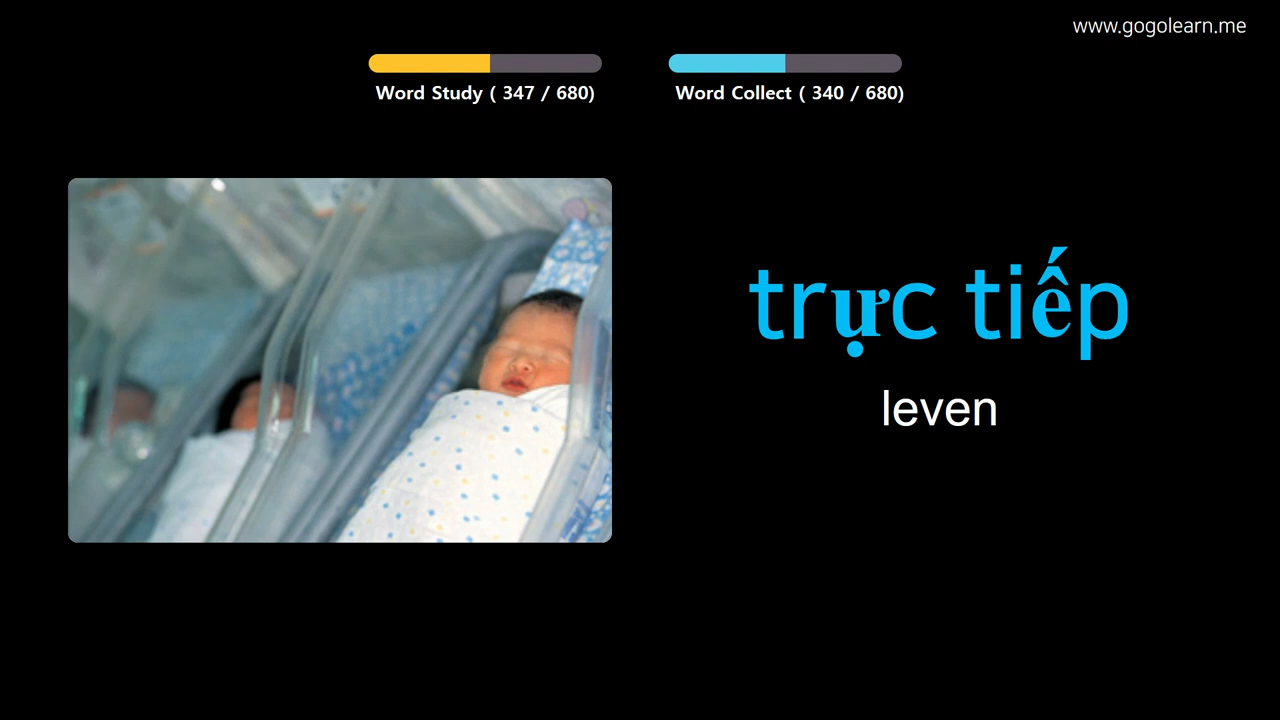 www.gogolearn.me
Word Study ( 347 / 680)
Word Collect ( 340 / 680)
trực tiếp
leven